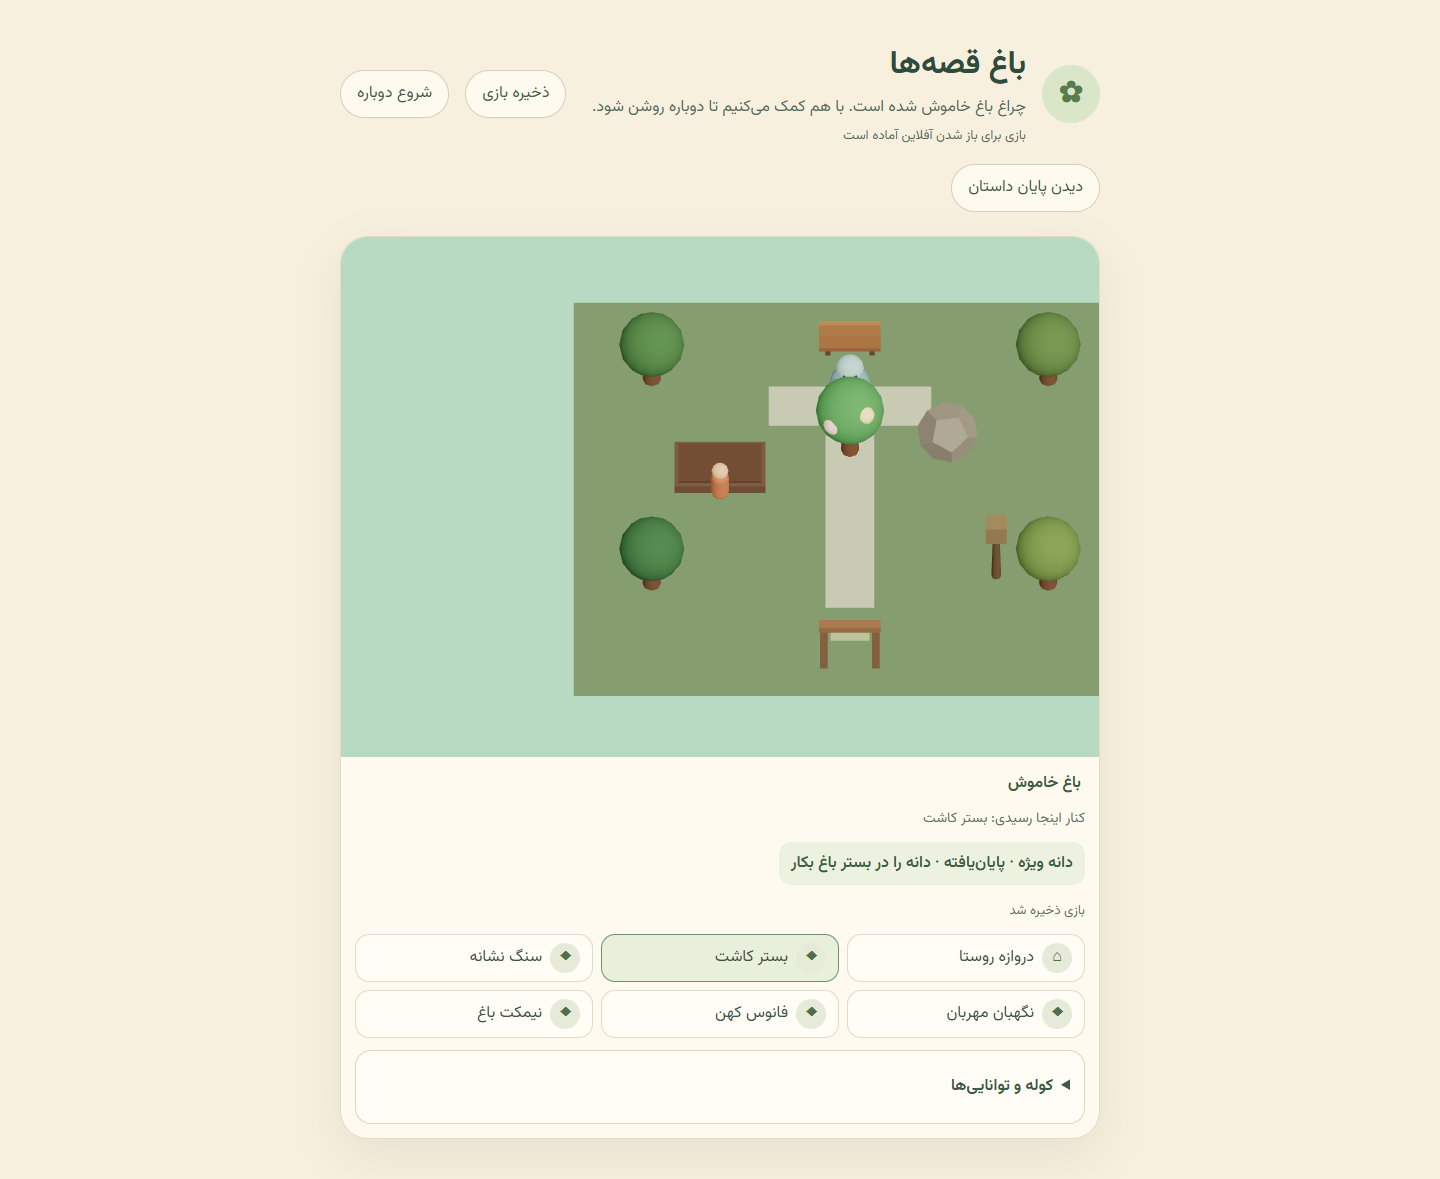 باغ قصه‌ها
چراغ باغ خاموش شده است. با هم کمک می‌کنیم تا دوباره روشن شود.
بازی برای باز شدن آفلاین آماده است
ذخیره بازی
شروع دوباره
دیدن پایان داستان
باغ خاموش
کنار اینجا رسیدی: بستر کاشت
دانه ویژه · پایان‌یافته · دانه را در بستر باغ بکار
بازی ذخیره شد
دروازه روستا
بستر کاشت
سنگ نشانه
نگهبان مهربان
فانوس کهن
نیمکت باغ
کوله و توانایی‌ها